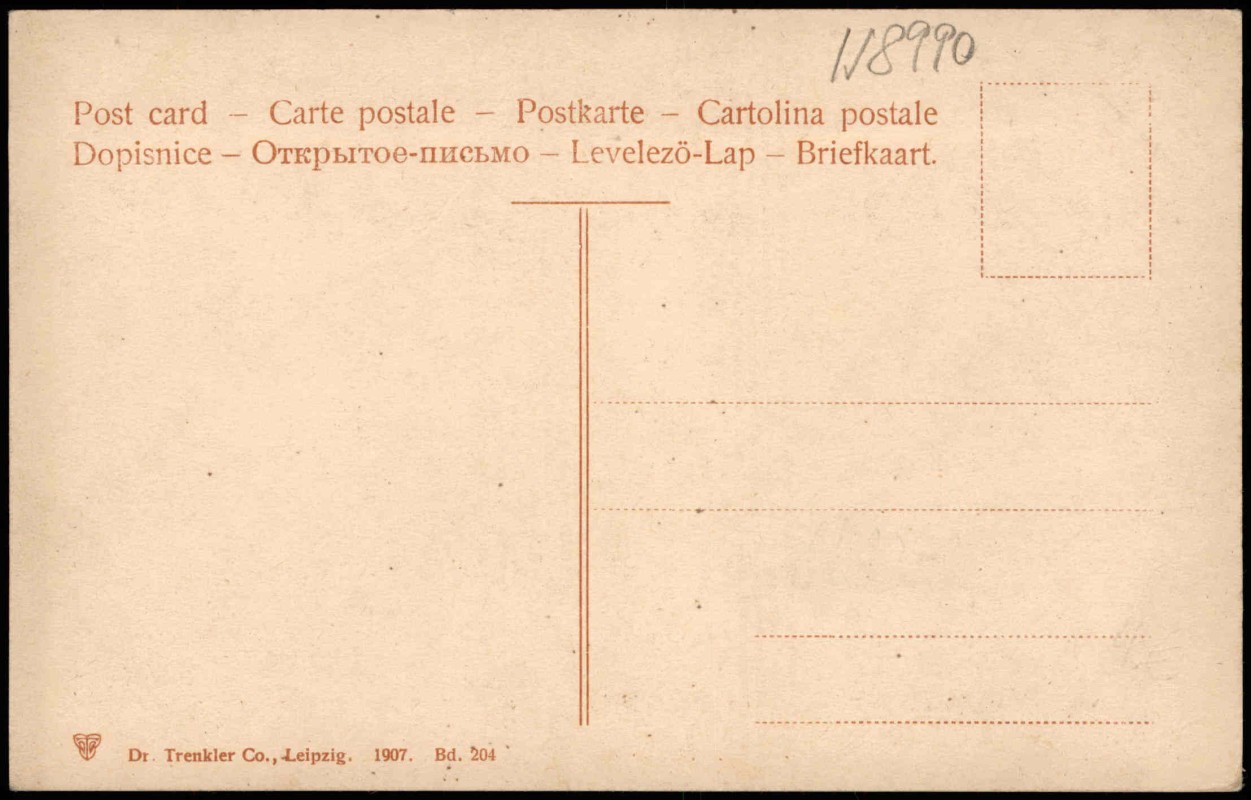 W8990
Post card – Carte postale – Postkarte – Cartolina postale
Dopisnice – Открытое-письмо – Levelezö-Lap – Briefkaart.
Dr. Trenkler Co., Leipzig. 1907. Bd. 204